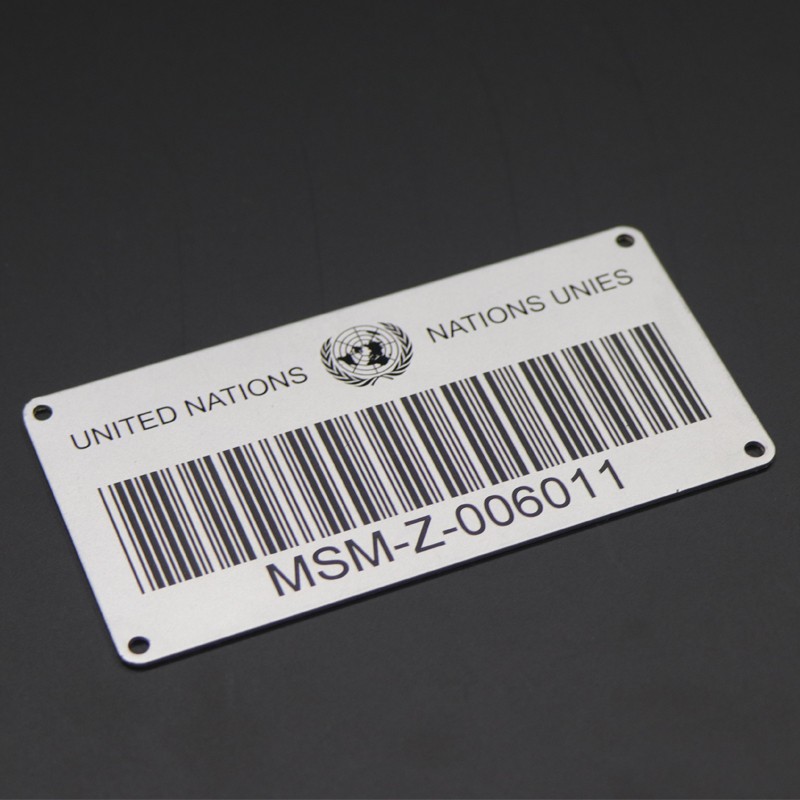 UNITED NATIONS NATIONS UNIES
MSM-Z-006011